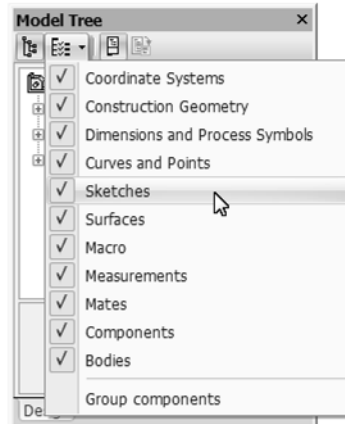 Model Tree
Coordinate Systems
Construction Geometry
Dimensions and Process Symbols
Curves and Points
Sketches
Surfaces
Macro
Measurements
Mates
Components
Bodies
Group components